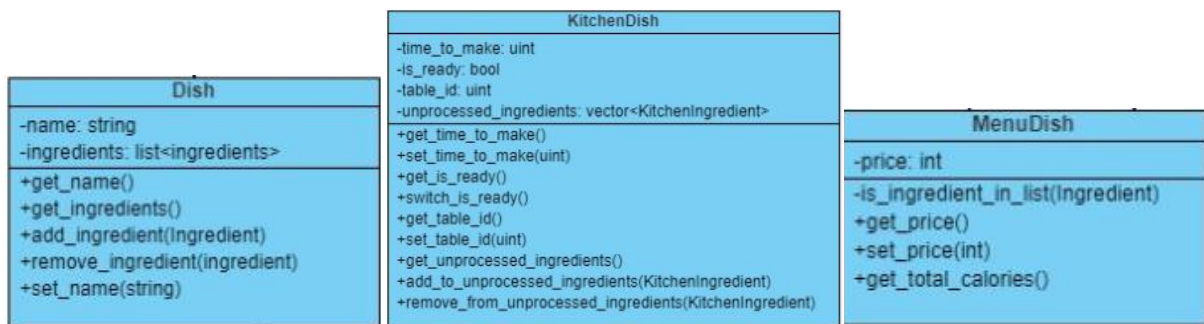 Dish
-name: string
-ingredients: list<ingredients>
+get_name()
+get_ingredients()
+add_ingredient(Ingredient)
+remove_ingredient(ingredient)
+set_name(string)
KitchenDish
-time_to_make: uint
-is_ready: bool
-table_id: uint
-unprocessed_ingredients: vector<KitchenIngredient>
+get_time_to_make()
+set_time_to_make(uint)
+get_is_ready()
+switch_is_ready()
+get_table_id()
+set_table_id(uint)
+get_unprocessed_ingredients()
+add_to_unprocessed_ingredients(KitchenIngredient)
+remove_from_unprocessed_ingredients(KitchenIngredient)
MenuDish
-price: int
-is_ingredient_in_list(Ingredient)
+get_price()
+set_price(int)
+get_total_calories()